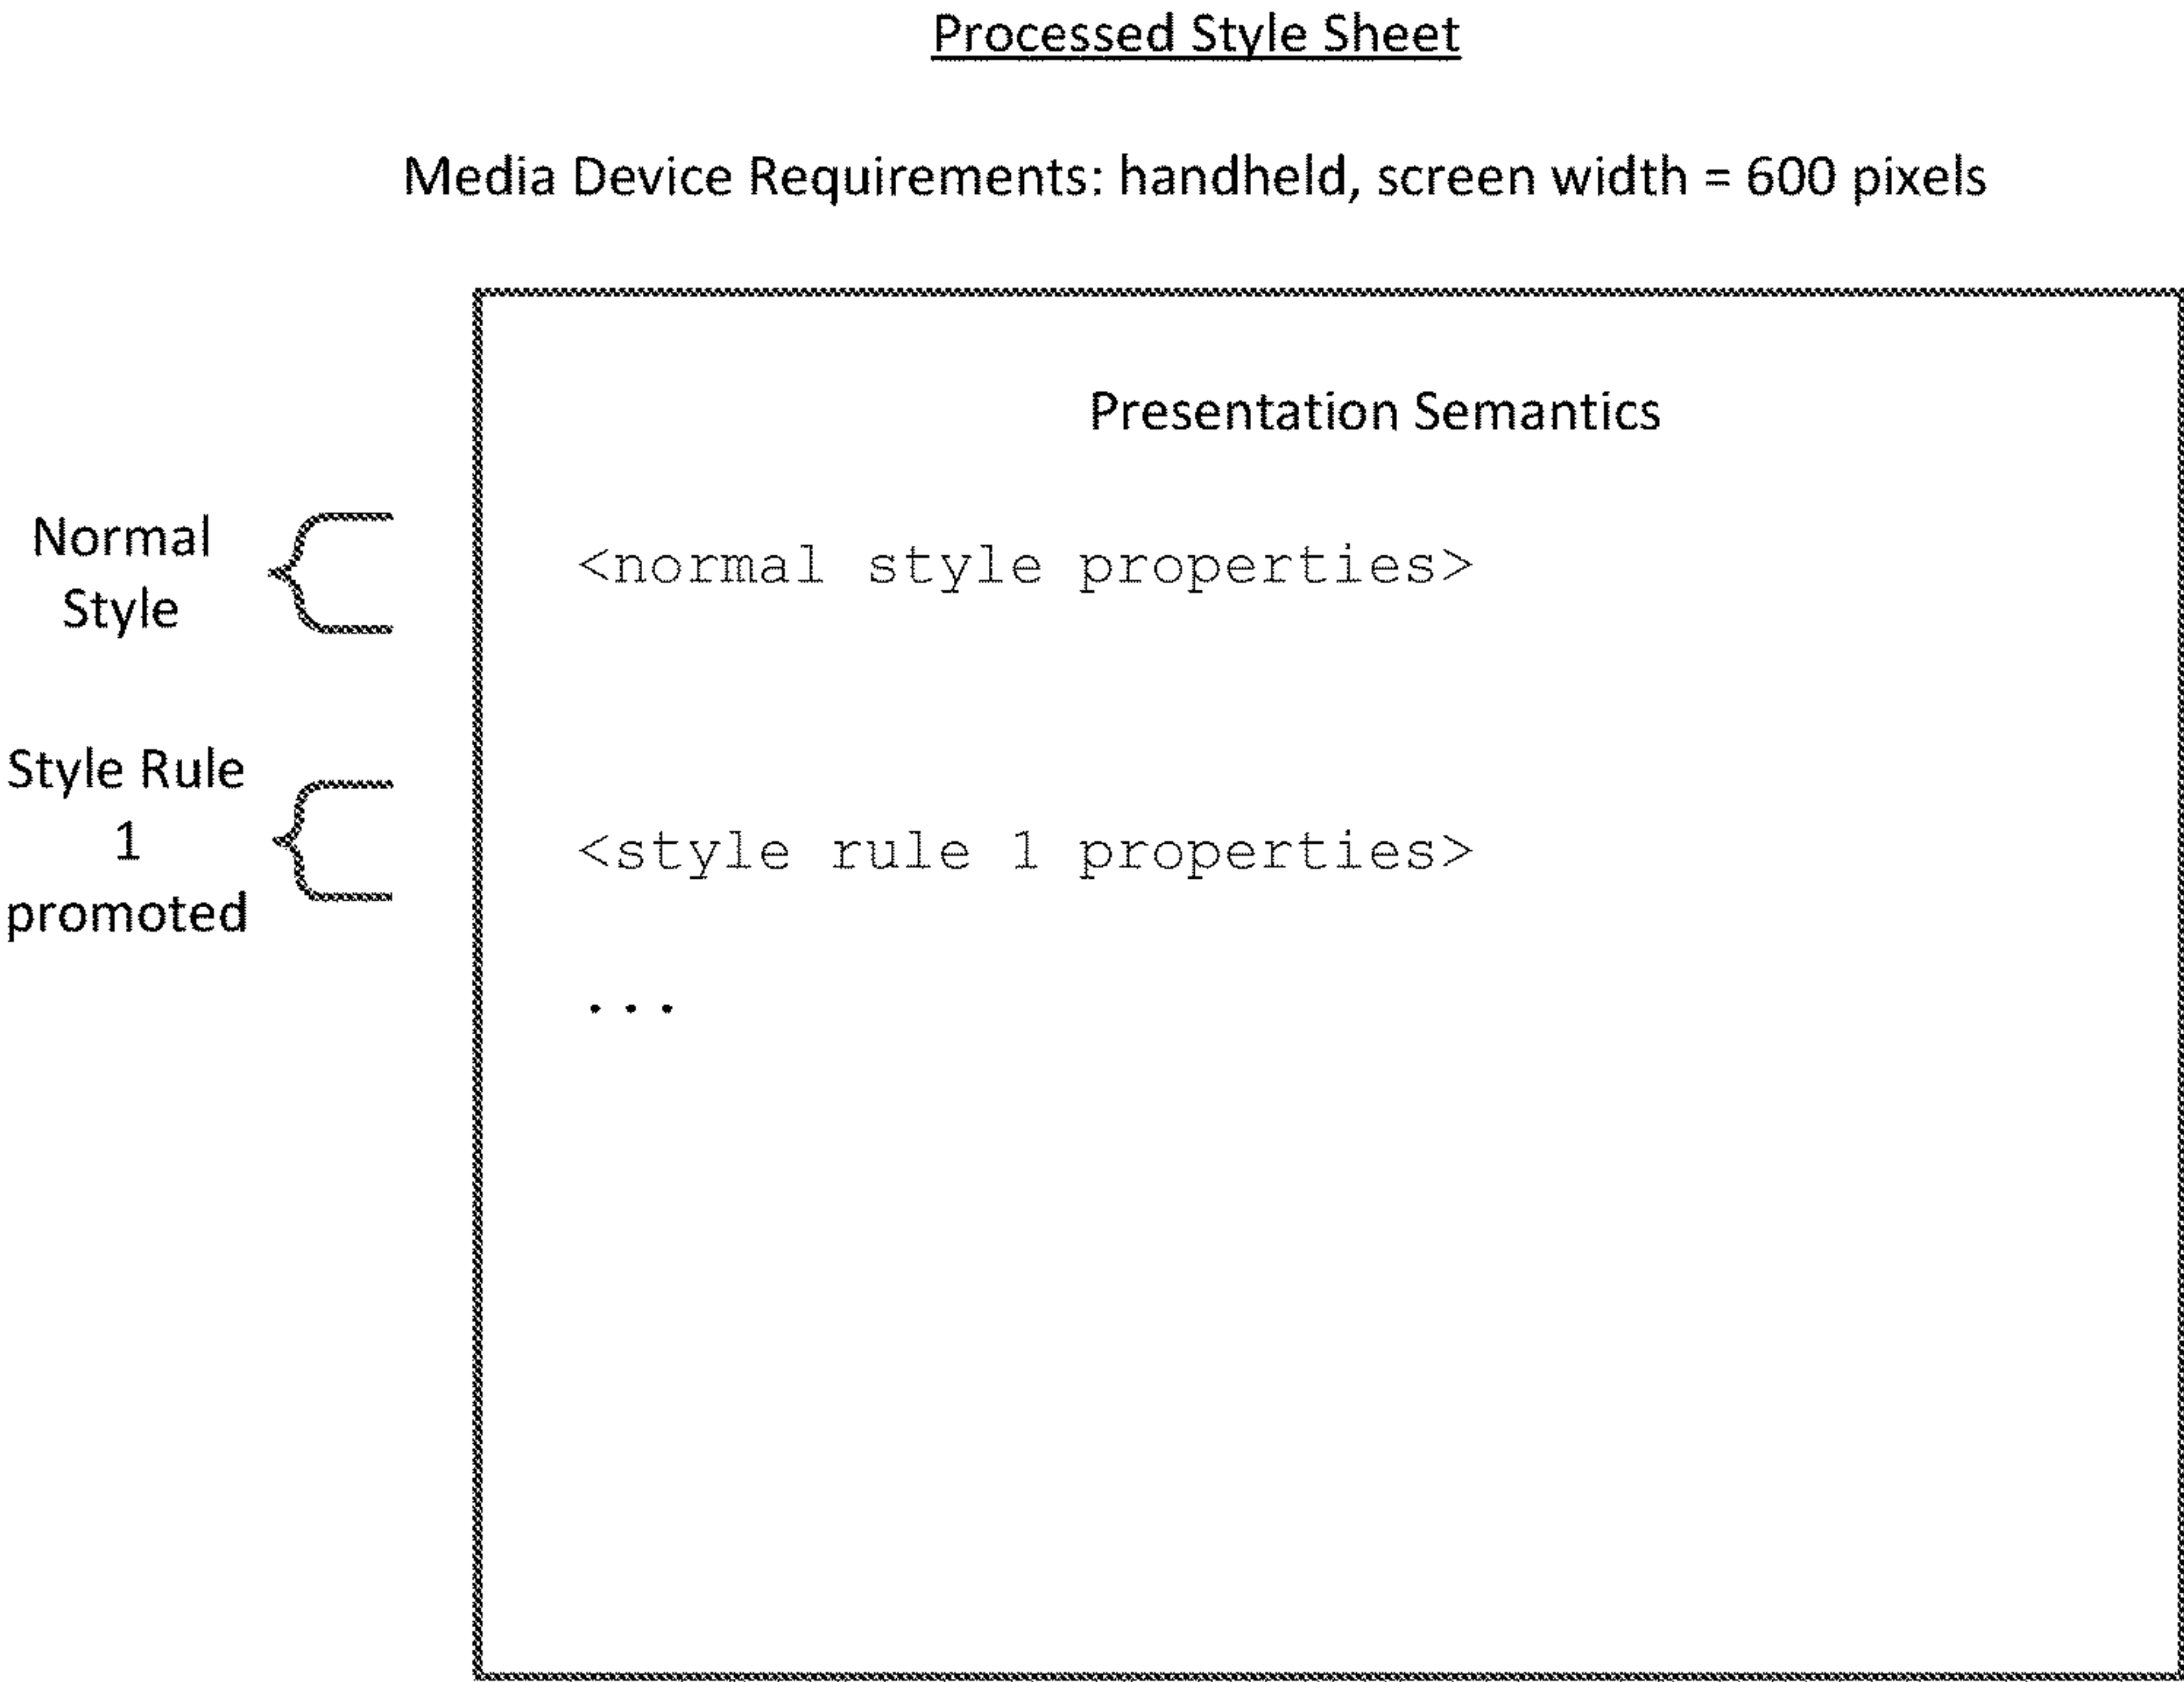 Processed Style Sheet
Media Device Requirements: handheld, screen width = 600 pixels
Presentation Semantics
Normal
Style
<normal style properties>
Style Rule
1
promoted
<style rule 1 properties>
...